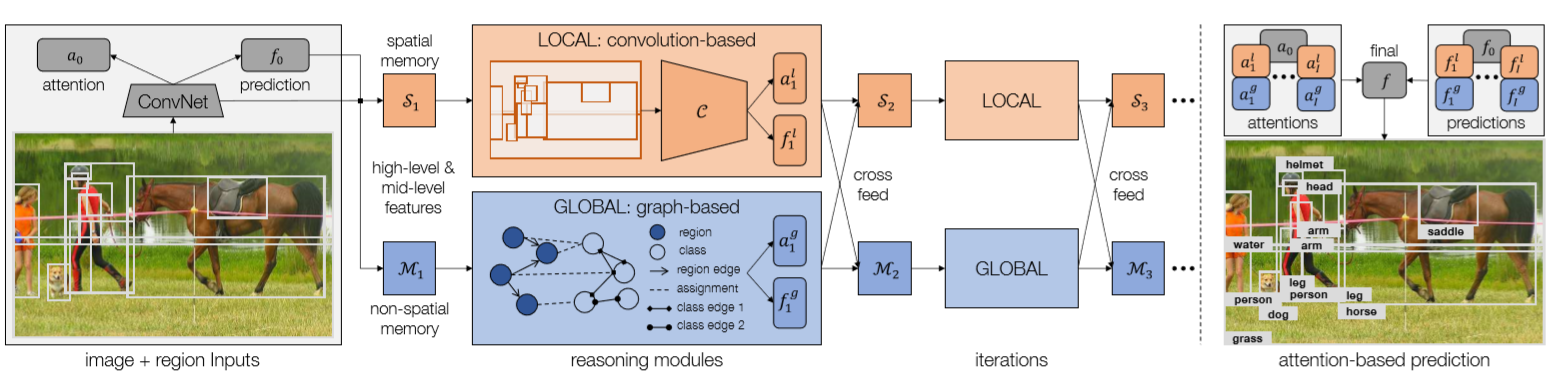 a₀
attention
f₀
prediction
ConvNet
image + region Inputs
spatial
memory
S₁
high-level &
mid-level
features
M₁
non-spatial
memory
LOCAL: convolution-based
C
a₁ˡ
f₁ˡ
GLOBAL: graph-based
region
class
region edge
assignment
class edge 1
class edge 2
a₁ᵍ
f₁ᵍ
reasoning modules
cross
feed
S₂
M₂
LOCAL
GLOBAL
iterations
cross
feed
S₃
M₃
a₀
a₁ˡ
a_Iˡ
a₁ᵍ
a_Iᵍ
attentions
final
f
f₀
f₁ˡ
f_Iˡ
f₁ᵍ
f_Iᵍ
predictions
helmet
head
arm
saddle
water
arm
leg
person
person
leg
dog
horse
grass
attention-based prediction